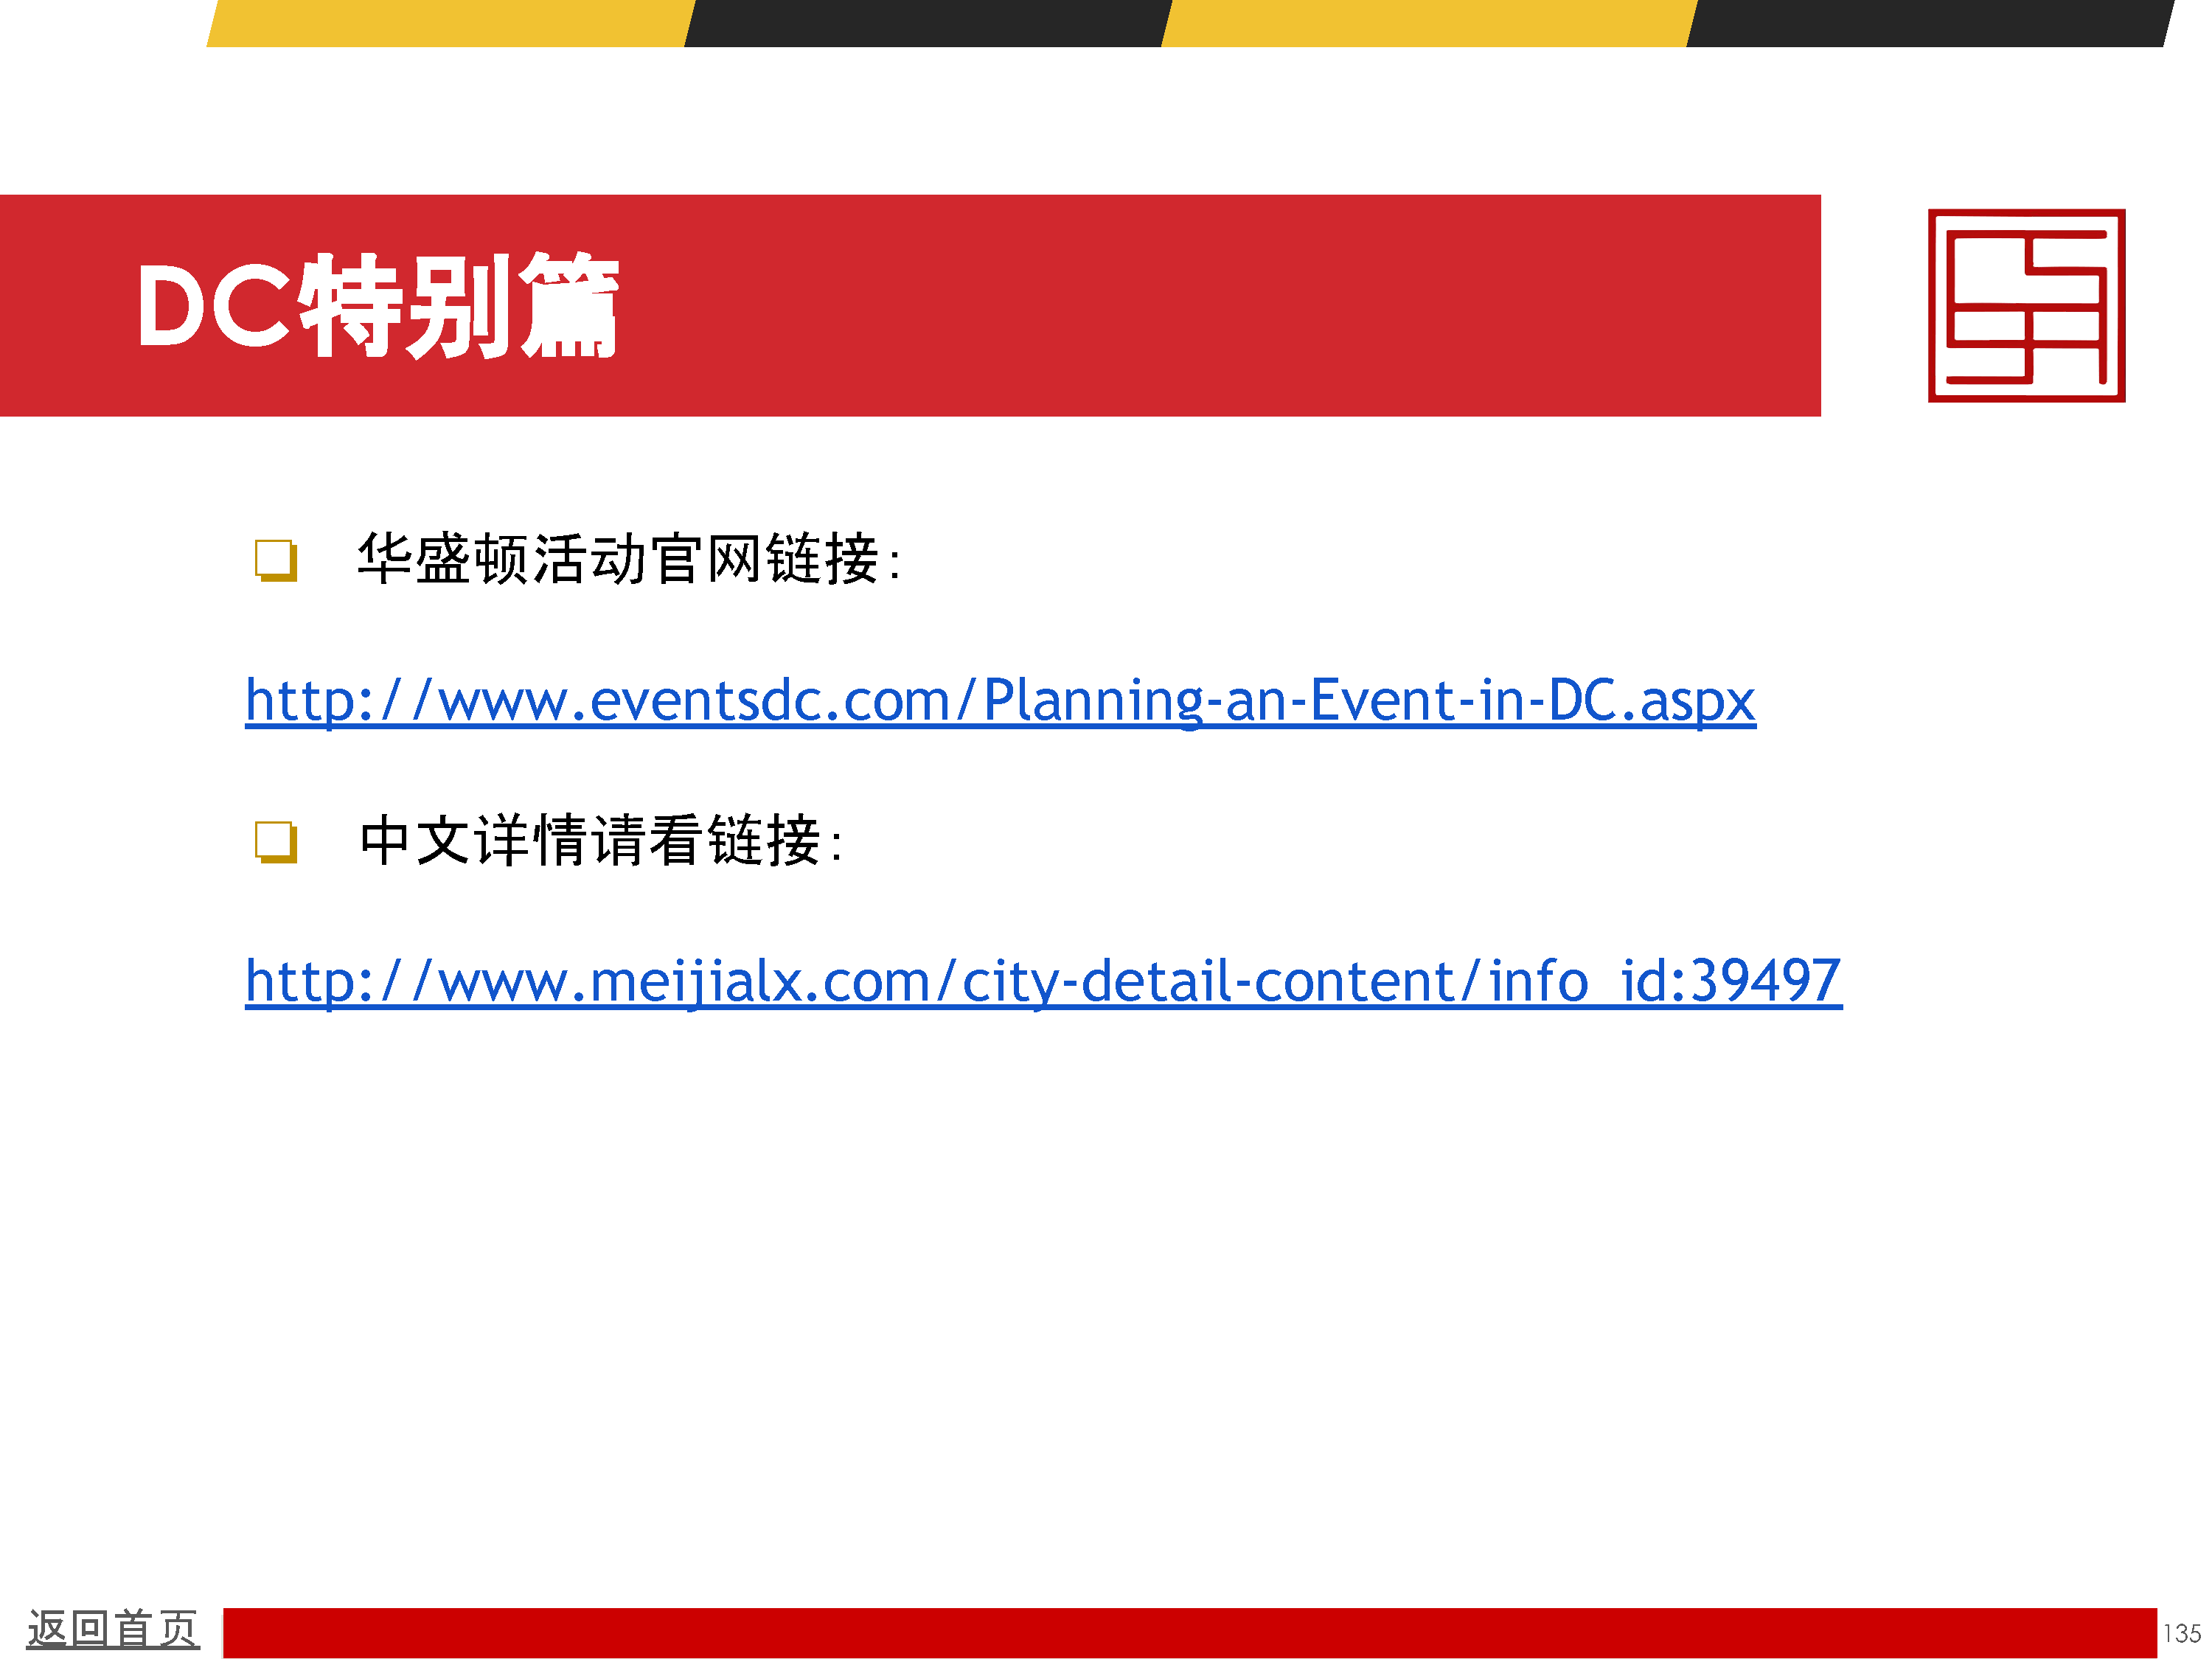 DC特别篇
华盛顿活动官网链接：
http://www.eventsdc.com/Planning-an-Event-in-DC.aspx
中文详情请看链接：
http://www.meijialx.com/city-detail-content/info_id:39497
返回首页
135